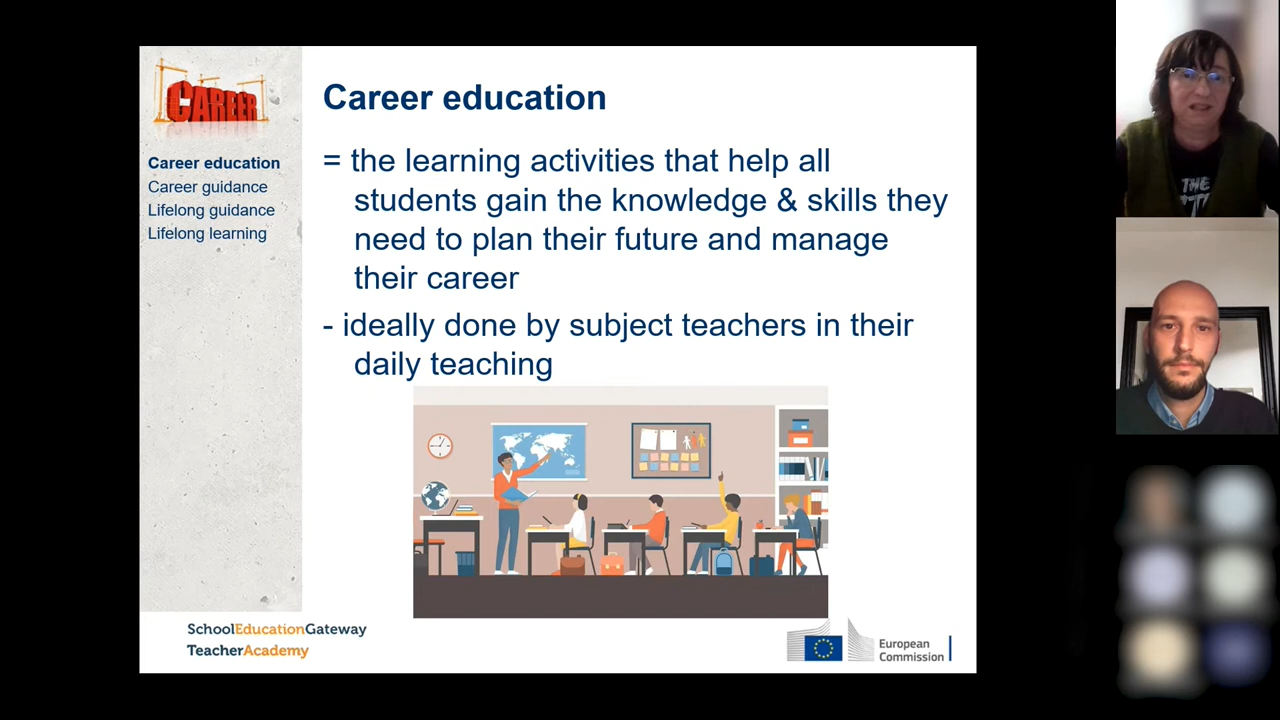 CAREER
Career education
Career guidance
Lifelong guidance
Lifelong learning
Career education
= the learning activities that help all
students gain the knowledge & skills they
need to plan their future and manage
their career
- ideally done by subject teachers in their
daily teaching
SchoolEducationGateway
TeacherAcademy
European
Commission
THE